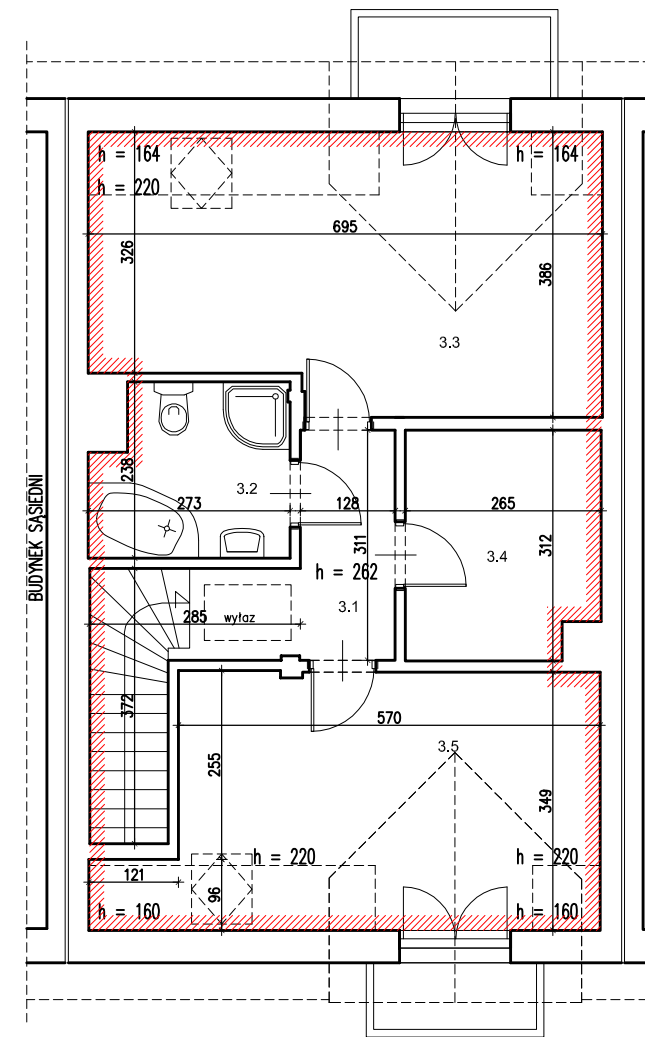 h = 164
h = 164
h = 220
695
326
386
3.3
BUDYNEK SĄSIEDNI
238
3.2
273
128
265
311
3.4
312
h = 262
3.1
285
wyłaz
372
570
3.5
255
349
h = 220
h = 220
121
96
h = 160
h = 160